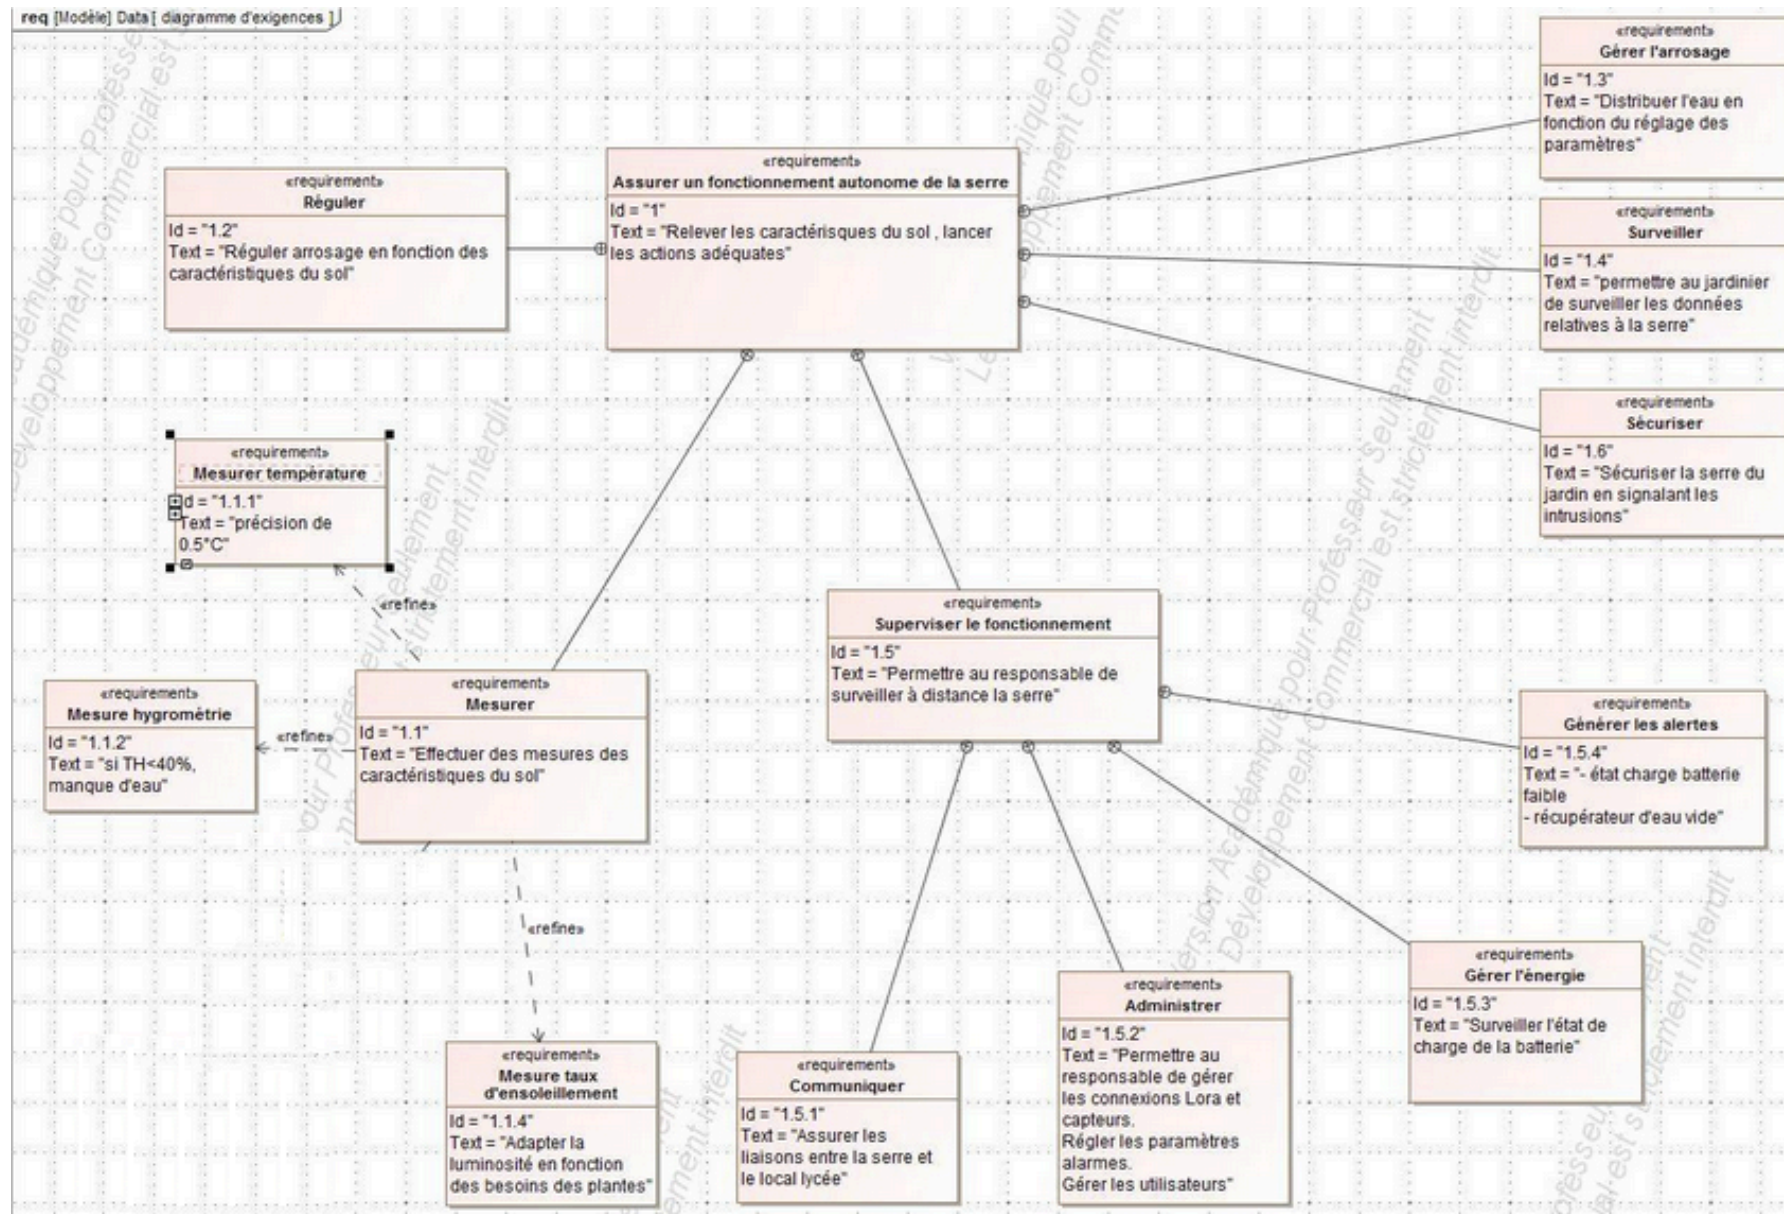 req [Modèle] Data [ diagramme d'exigences ]
«requirement»
Gérer l'arrosage
Id = "1.3"
Text = "Distribuer l'eau en
fonction du réglage des
paramètres"
«requirement»
Assurer un fonctionnement autonome de la serre
Id = "1"
Text = "Relever les caractérisques du sol , lancer
les actions adéquates"
«requirement»
Réguler
Id = "1.2"
Text = "Réguler arrosage en fonction des
caractéristiques du sol"
«requirement»
Surveiller
Id = "1.4"
Text = "permettre au jardinier
de surveiller les données
relatives à la serre"
«requirement»
Sécuriser
Id = "1.6"
Text = "Sécuriser la serre du
jardin en signalant les
intrusions"
«requirement»
Mesurer température
Id = "1.1.1"
Text = "précision de
0.5°C"
«refine»
«requirement»
Superviser le fonctionnement
Id = "1.5"
Text = "Permettre au responsable de
surveiller à distance la serre"
«requirement»
Mesure hygrométrie
Id = "1.1.2"
Text = "si TH<40%,
manque d'eau"
«refine»
«requirement»
Mesurer
Id = "1.1"
Text = "Effectuer des mesures des
caractéristiques du sol"
«requirement»
Générer les alertes
Id = "1.5.4"
Text = "- état charge batterie
faible
- récupérateur d'eau vide"
«refine»
«requirement»
Gérer l'énergie
Id = "1.5.3"
Text = "Surveiller l'état de
charge de la batterie"
«requirement»
Administrer
Id = "1.5.2"
Text = "Permettre au
responsable de gérer
les connexions Lora et
capteurs.
Régler les paramètres
alarmes.
Gérer les utilisateurs"
«requirement»
Mesure taux
d'ensoleillement
Id = "1.1.4"
Text = "Adapter la
luminosité en fonction
des besoins des plantes"
«requirement»
Communiquer
Id = "1.5.1"
Text = "Assurer les
liaisons entre la serre et
le local lycée"